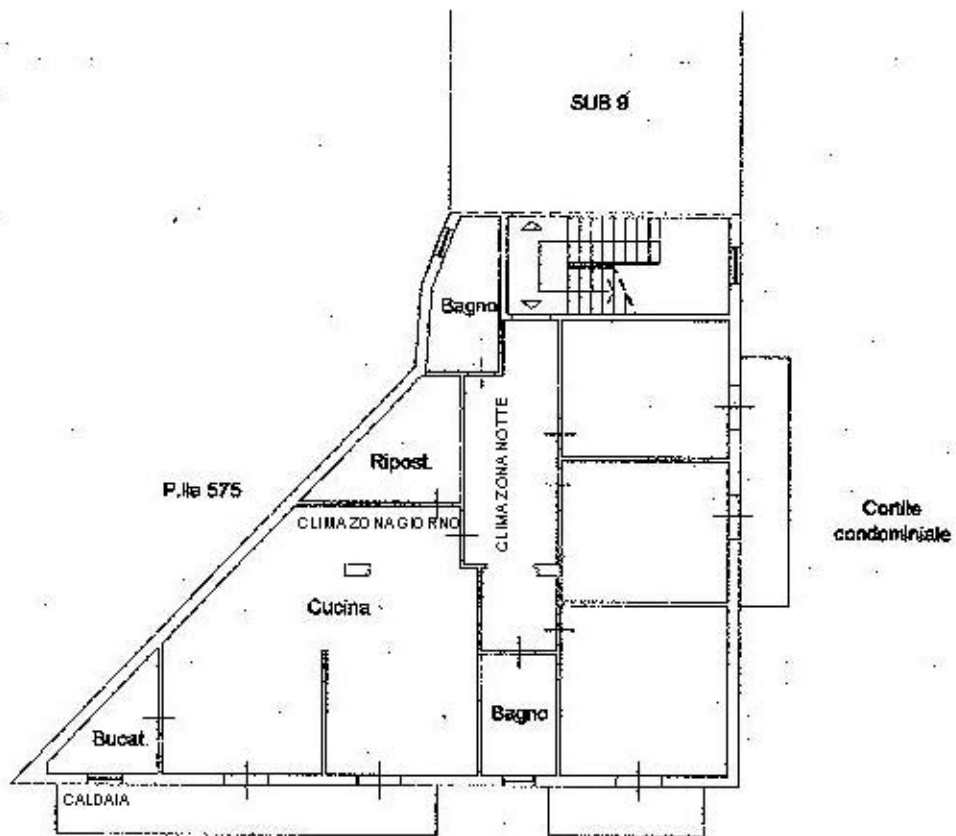 SUB 9
Bagno
CLIMA ZONA NOTTE
Ripost.
P.lla 575
CLIMA ZONA GIORNO
Cortile
condominiale
Cucina
Bagno
Bucat.
CALDAIA